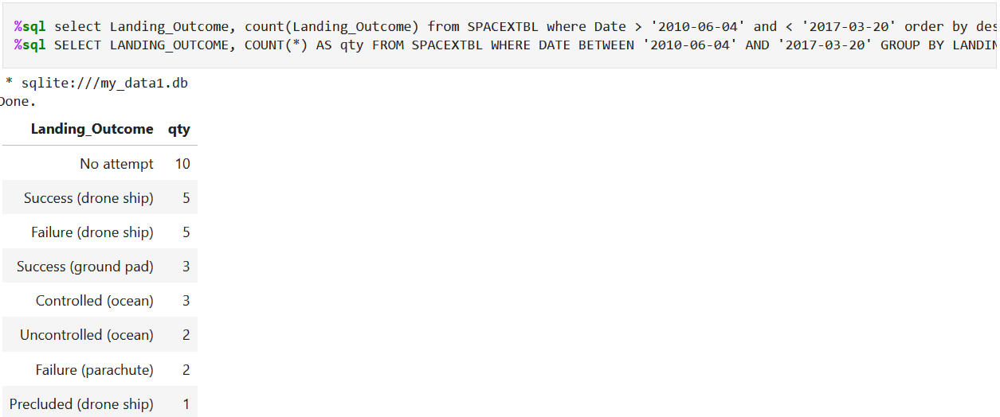 %sql select Landing_Outcome, count(Landing_Outcome) from SPACEXTBL where Date > '2010-06-04' and < '2017-03-20' order by des
%sql SELECT LANDING_OUTCOME, COUNT(*) AS qty FROM SPACEXTBL WHERE DATE BETWEEN '2010-06-04' AND '2017-03-20' GROUP BY LANDIN
* sqlite:///my_data1.db
Done.
Landing_Outcome qty
No attempt 10
Success (drone ship) 5
Failure (drone ship) 5
Success (ground pad) 3
Controlled (ocean) 3
Uncontrolled (ocean) 2
Failure (parachute) 2
Precluded (drone ship) 1